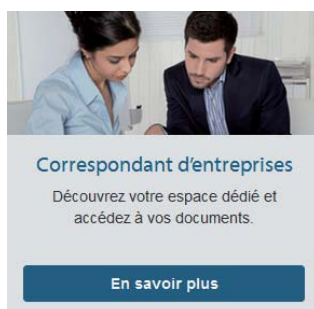 Correspondant d'entreprises
Découvrez votre espace dédié et
accédez à vos documents.
En savoir plus